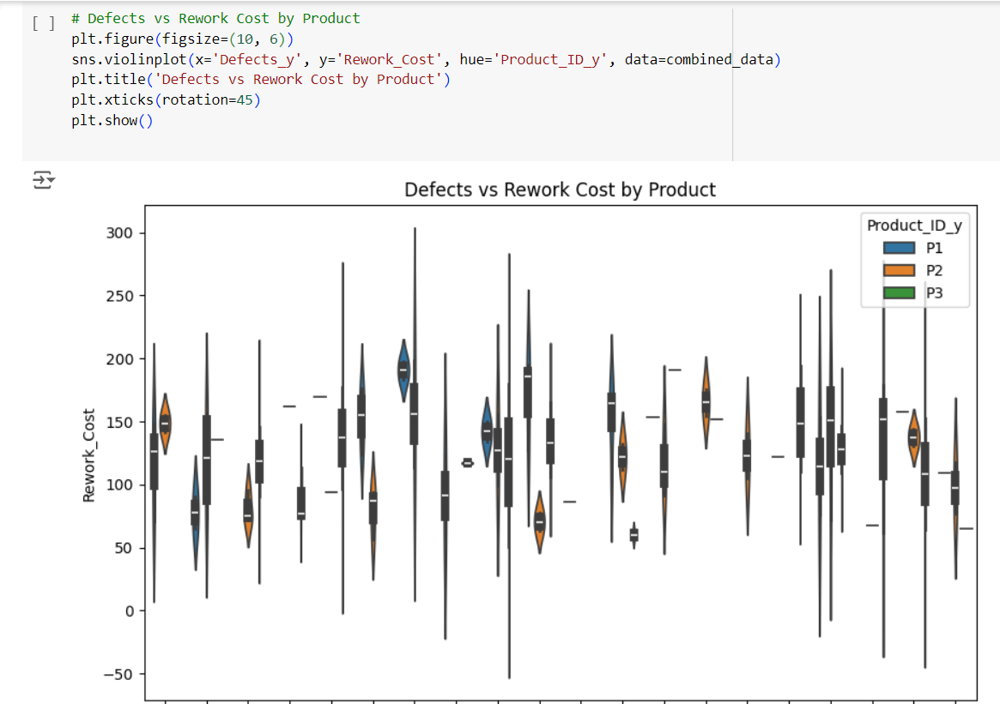 [ ] # Defects vs Rework Cost by Product
plt.figure(figsize=(10, 6))
sns.violinplot(x='Defects_y', y='Rework_Cost', hue='Product_ID_y', data=combined_data)
plt.title('Defects vs Rework Cost by Product')
plt.xticks(rotation=45)
plt.show()
Defects vs Rework Cost by Product
Product_ID_y
P1
P2
P3
300
250
200
150
100
50
0
−50
Rework_Cost